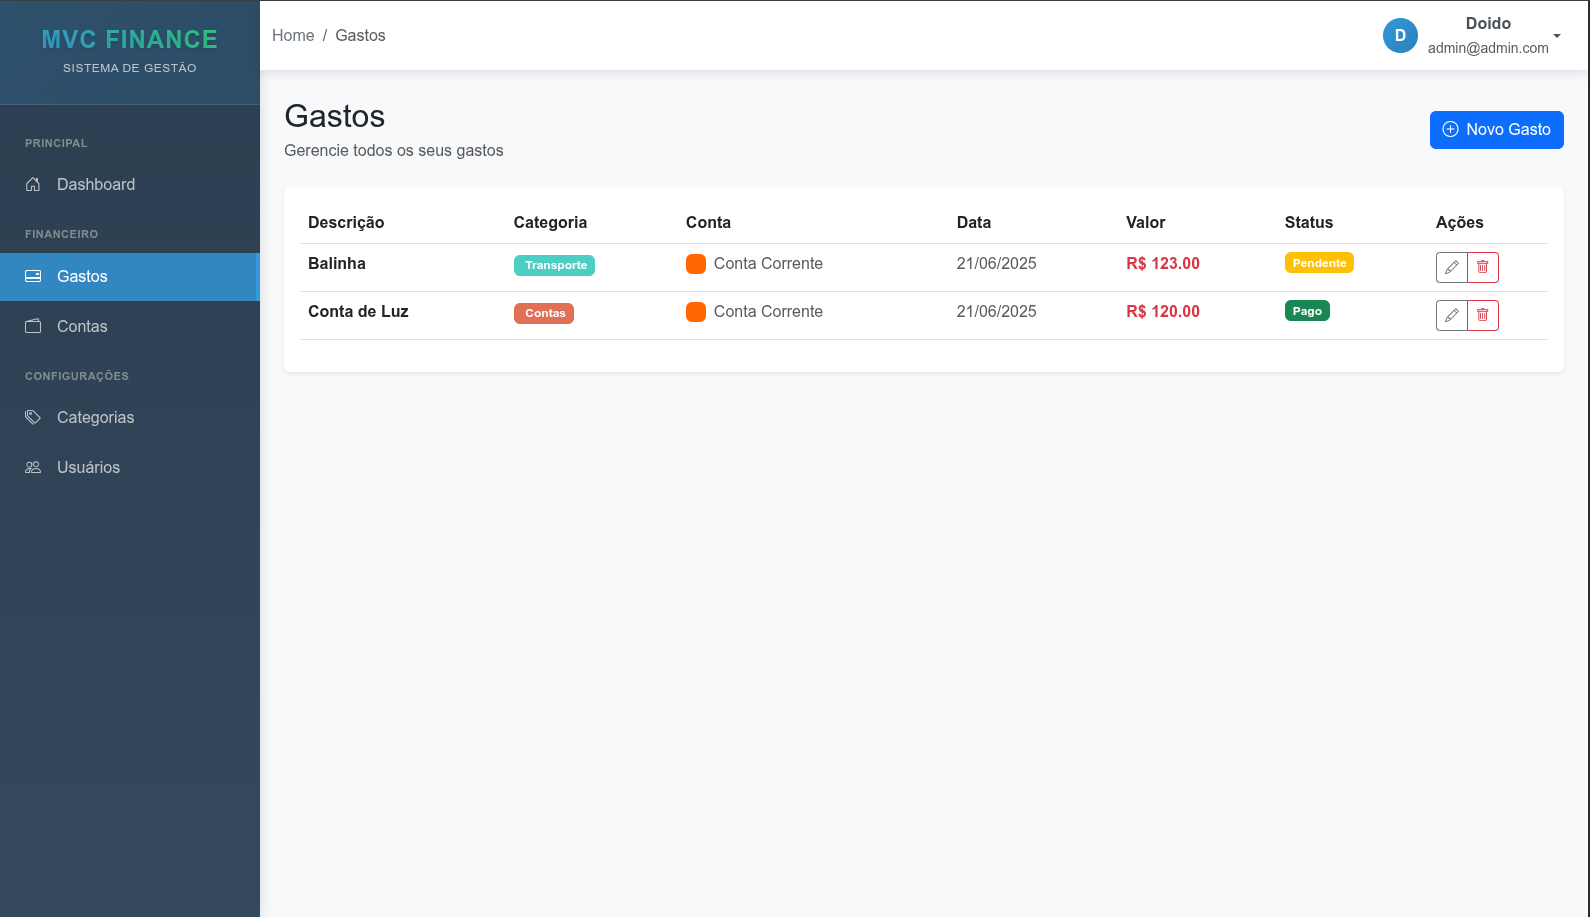 MVC FINANCE
SISTEMA DE GESTÃO
PRINCIPAL
Dashboard
FINANCEIRO
Gastos
Contas
CONFIGURAÇÕES
Categorias
Usuários
Home / Gastos
D
Doido
admin@admin.com
Gastos
Gerencie todos os seus gastos
Novo Gasto
Descrição Categoria Conta Data Valor Status Ações
Balinha Transporte Conta Corrente 21/06/2025 R$ 123.00 Pendente
Conta de Luz Contas Conta Corrente 21/06/2025 R$ 120.00 Pago